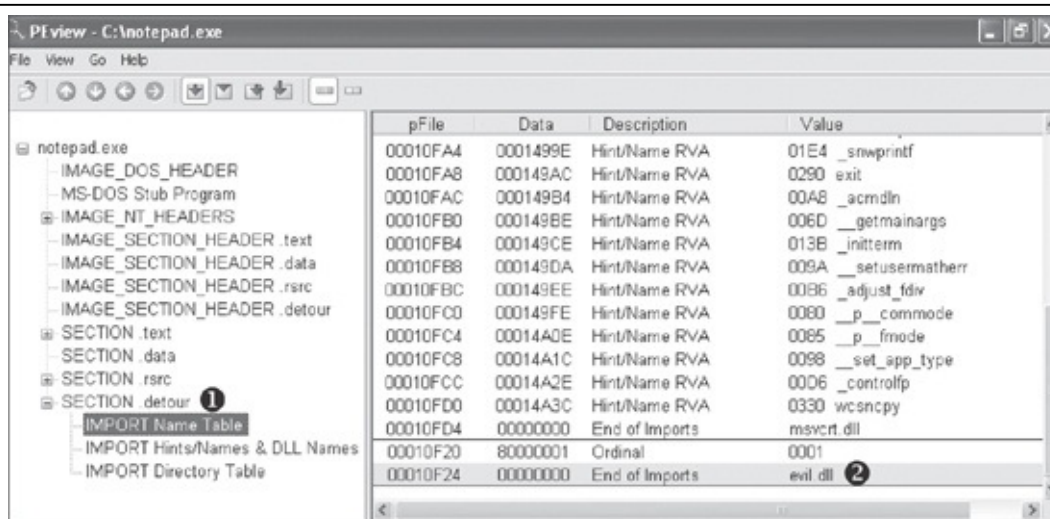 PEview - C:\notepad.exe
File View Go Help
notepad.exe
IMAGE_DOS_HEADER
MS-DOS Stub Program
IMAGE_NT_HEADERS
IMAGE_SECTION_HEADER .text
IMAGE_SECTION_HEADER .data
IMAGE_SECTION_HEADER .rsrc
IMAGE_SECTION_HEADER .detour
SECTION .text
SECTION .data
SECTION .rsrc
SECTION .detour ❶
IMPORT Name Table
IMPORT Hints/Names & DLL Names
IMPORT Directory Table
pFile Data Description Value
00010FA4 0001499E Hint/Name RVA 01E4 _snwprintf
00010FA8 000149AC Hint/Name RVA 0290 exit
00010FAC 000149B4 Hint/Name RVA 00A8 _acmdln
00010FB0 000149BE Hint/Name RVA 006D __getmainargs
00010FB4 000149CE Hint/Name RVA 013B _initterm
00010FB8 000149DA Hint/Name RVA 009A __setusermatherr
00010FBC 000149EE Hint/Name RVA 00B6 _adjust_fdiv
00010FC0 000149FE Hint/Name RVA 0080 __p__commode
00010FC4 00014A0E Hint/Name RVA 0085 __p__fmode
00010FC8 00014A1C Hint/Name RVA 0098 __set_app_type
00010FCC 00014A2E Hint/Name RVA 00D6 _controlfp
00010FD0 00014A3C Hint/Name RVA 0330 wcsncpy
00010FD4 00000000 End of Imports msvcrt.dll
00010F20 80000001 Ordinal 0001
00010F24 00000000 End of Imports evil.dll ❷